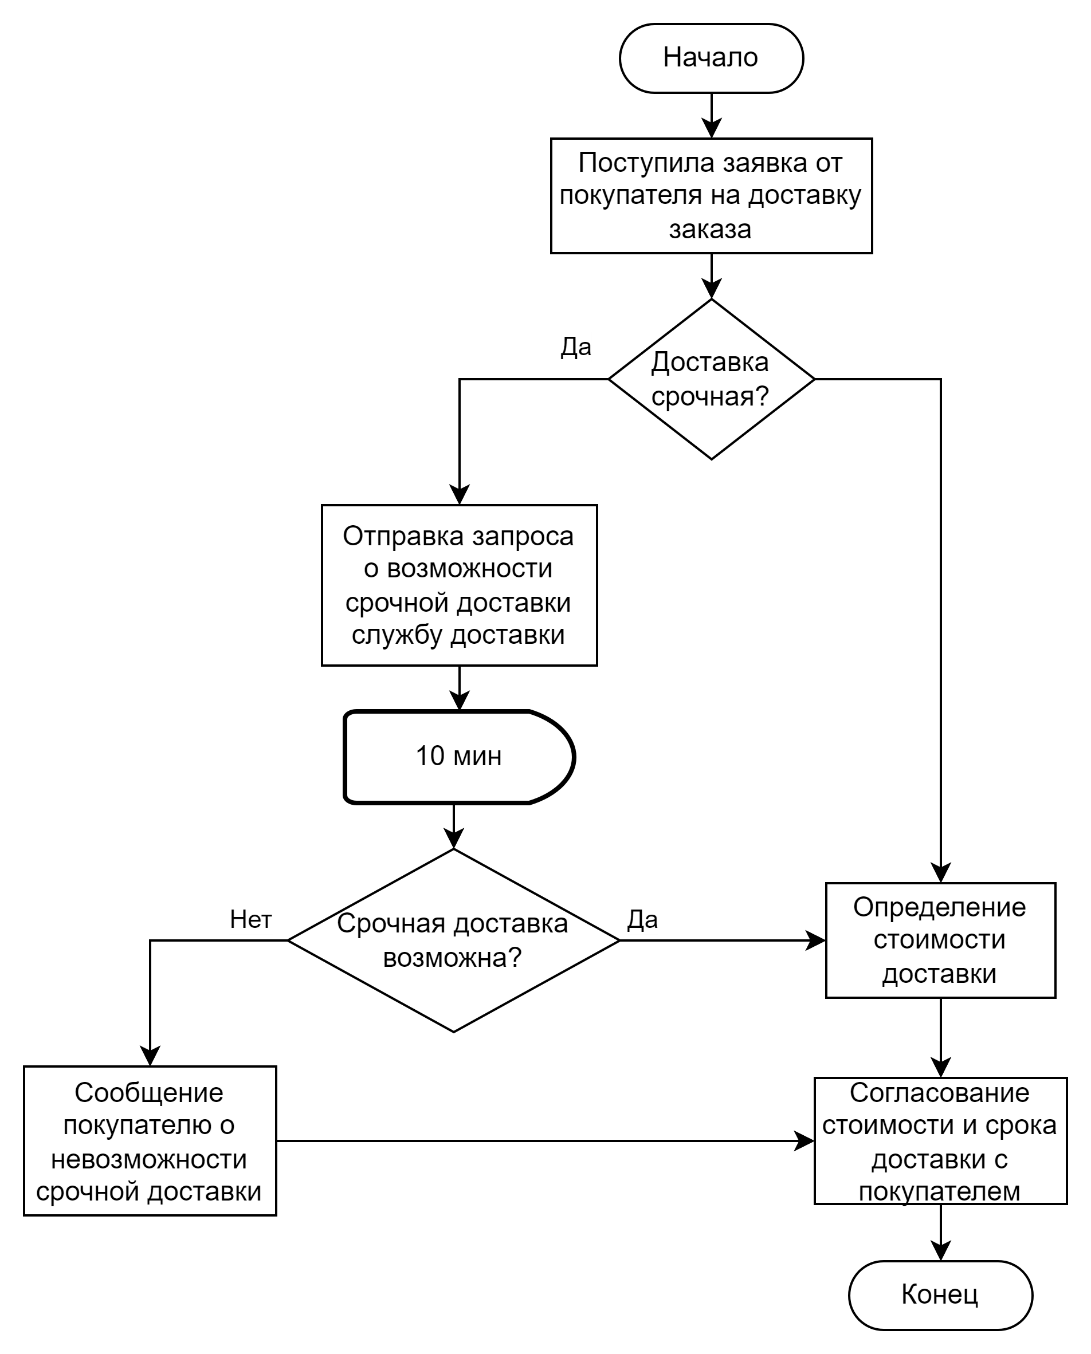 Начало
Поступила заявка от
покупателя на доставку
заказа
Да
Доставка
срочная?
Отправка запроса
о возможности
срочной доставки
службу доставки
10 мин
Нет
Срочная доставка
возможна?
Да
Определение
стоимости
доставки
Сообщение
покупателю о
невозможности
срочной доставки
Согласование
стоимости и срока
доставки с
покупателем
Конец